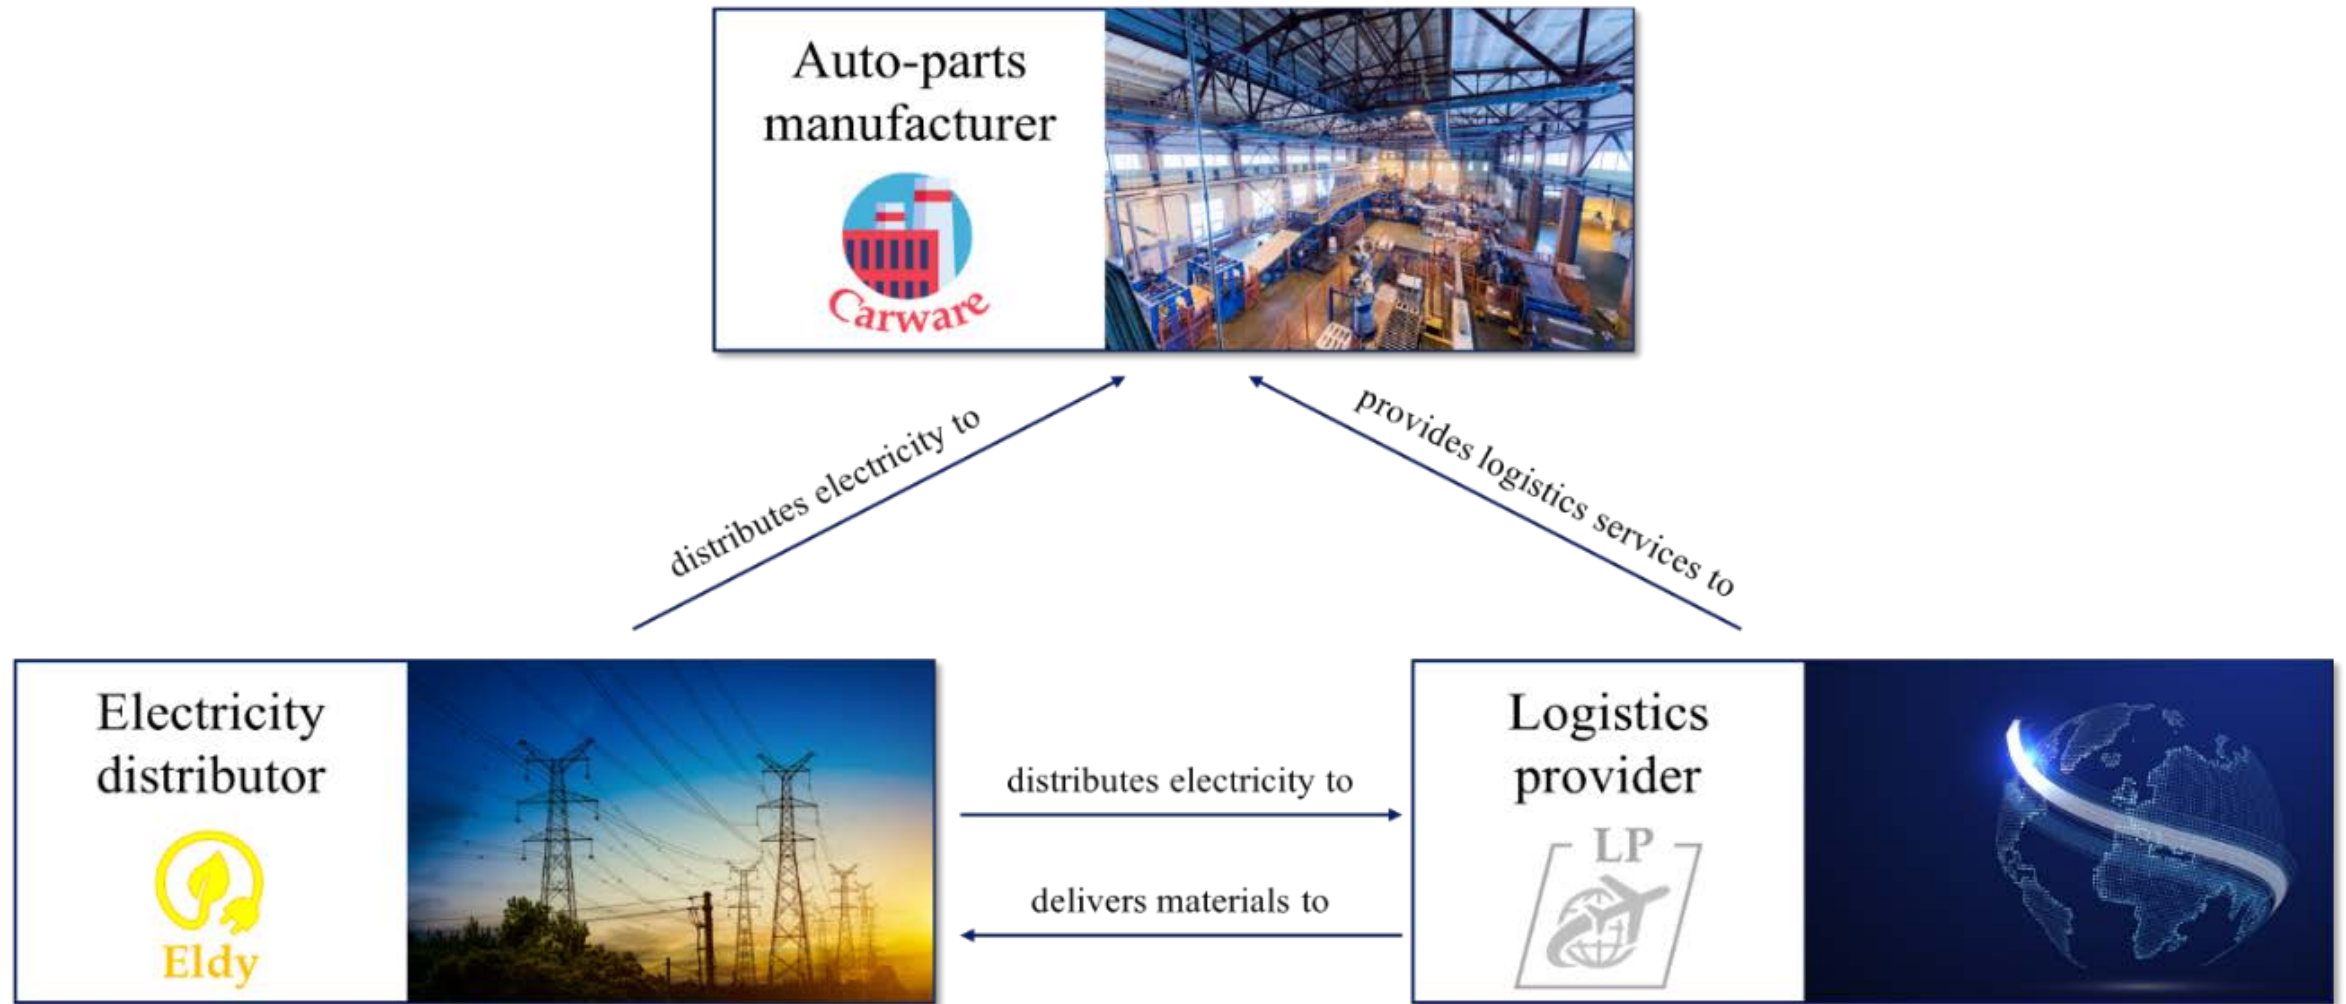 Auto-parts
manufacturer
Carware
distributes electricity to
provides logistics services to
Electricity
distributor
Eldy
distributes electricity to
delivers materials to
Logistics
provider
LP